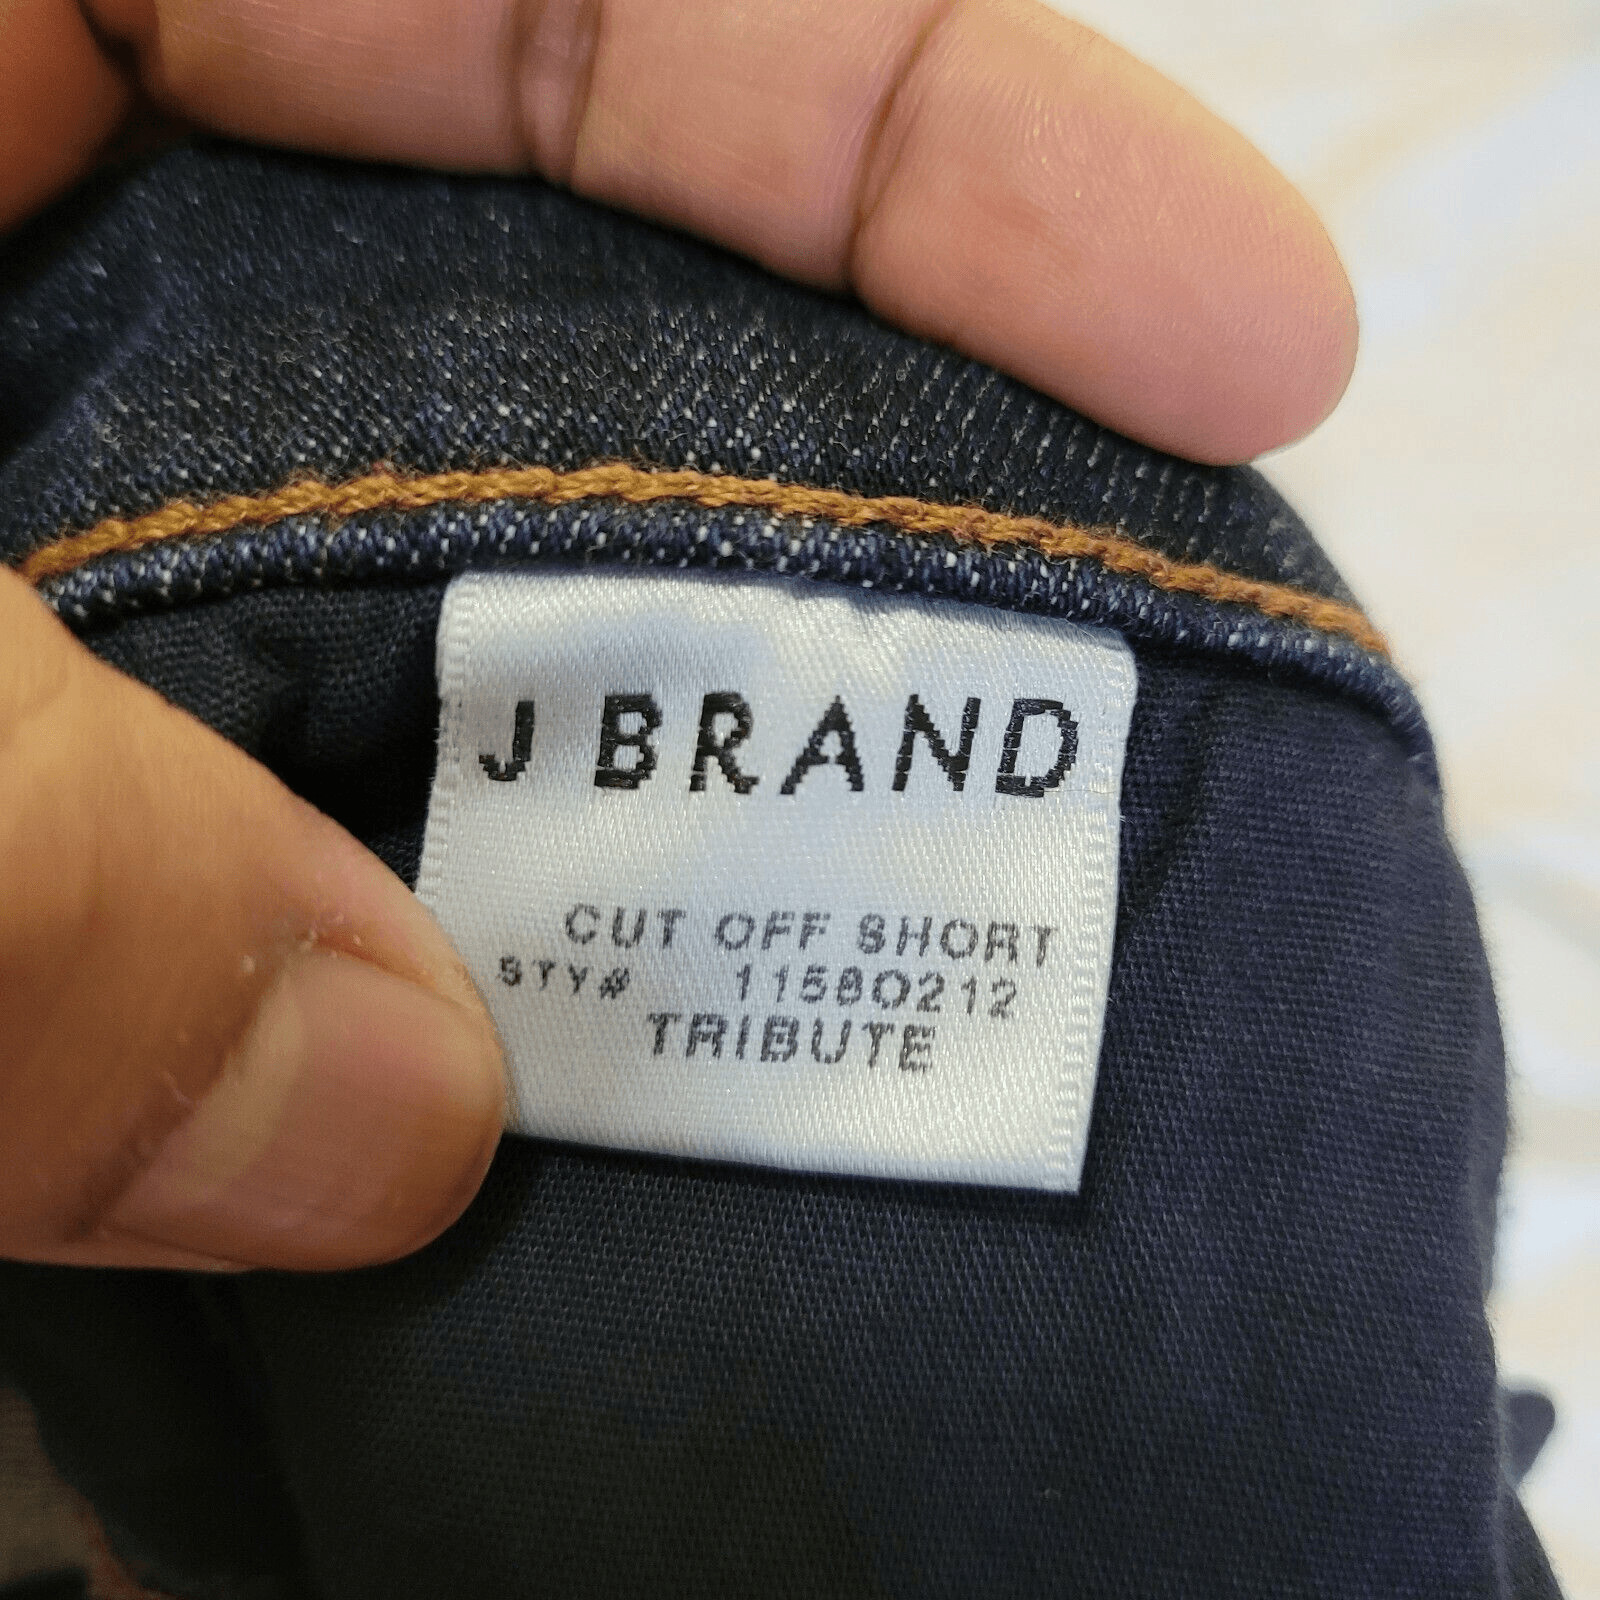 J BRAND
CUT OFF SHORT
STY# 1158O212
TRIBUTE